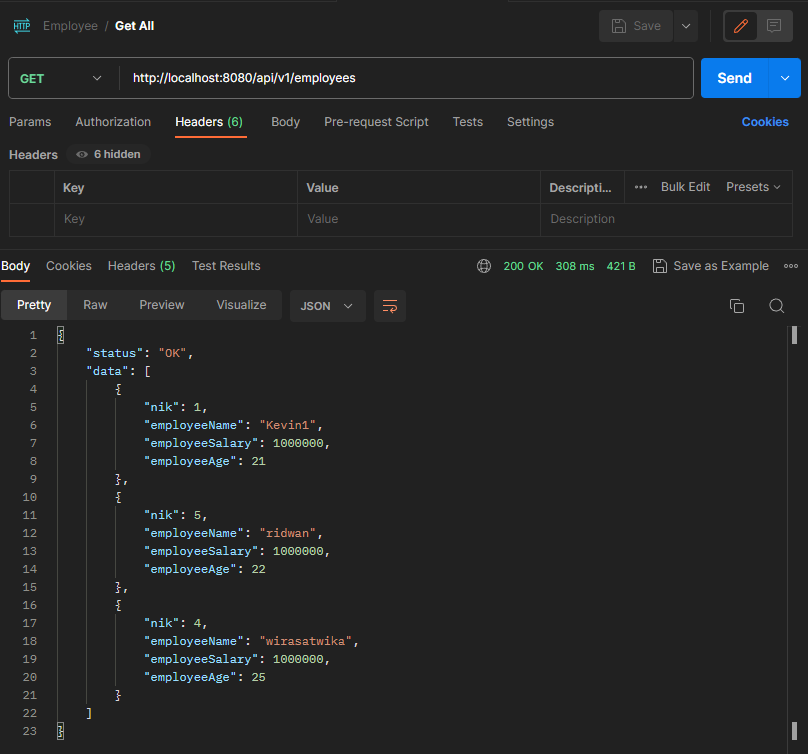 HTTP Employee / Get All Save
GET http://localhost:8080/api/v1/employees Send
Params Authorization Headers (6) Body Pre-request Script Tests Settings Cookies
Headers 6 hidden
Key Value Descripti... Bulk Edit Presets
Key Value Description
Body Cookies Headers (5) Test Results 200 OK 308 ms 421 B Save as Example
Pretty Raw Preview Visualize JSON
1 {
2 "status": "OK",
3 "data": [
4 {
5 "nik": 1,
6 "employeeName": "Kevin1",
7 "employeeSalary": 1000000,
8 "employeeAge": 21
9 },
10 {
11 "nik": 5,
12 "employeeName": "ridwan",
13 "employeeSalary": 1000000,
14 "employeeAge": 22
15 },
16 {
17 "nik": 4,
18 "employeeName": "wirasatwika",
19 "employeeSalary": 1000000,
20 "employeeAge": 25
21 }
22 ]
23 }